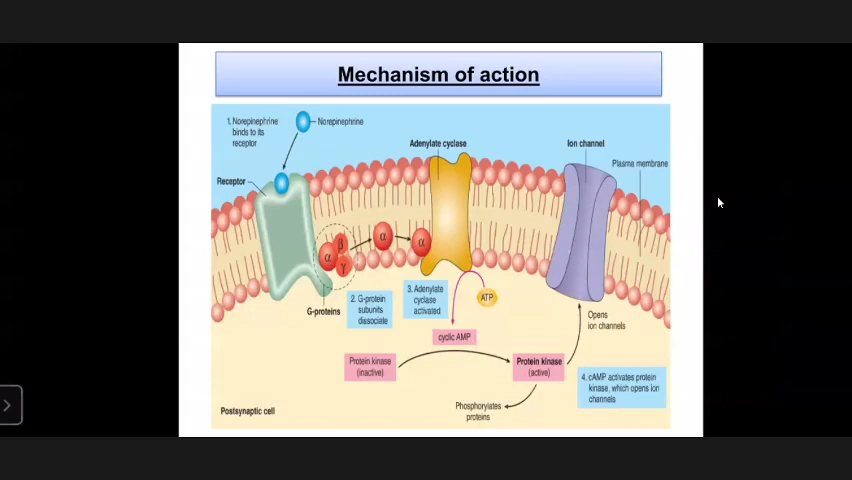 Mechanism of action
1. Norepinephrine
binds to its
receptor
Norepinephrine
Adenylate cyclase
Ion channel
Plasma membrane
Receptor
α
β
γ
α
α
G-proteins
2. G-protein
subunits
dissociate
3. Adenylate
cyclase
activated
ATP
cyclic AMP
Opens
ion channels
Protein kinase
(inactive)
Protein kinase
(active)
4. cAMP activates protein
kinase, which opens ion
channels
Phosphorylates
proteins
Postsynaptic cell